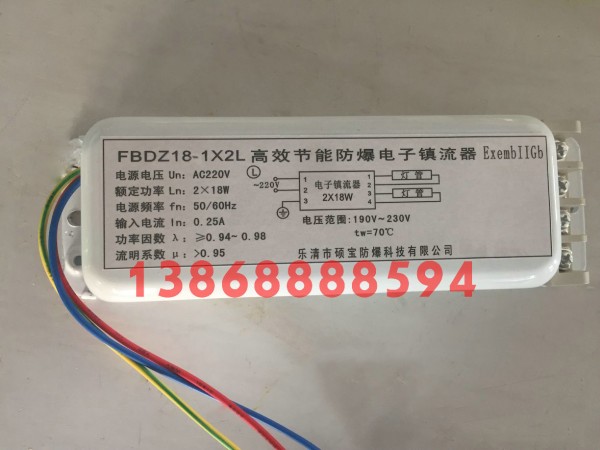 FBDZ18-1X2L 高效节能防爆电子镇流器 ExembIIGb
电源电压 Un: AC220V
额定功率 Ln: 2×18W
电源频率 fn: 50/60Hz
输入电流 In: 0.25A
功率因数 λ: ≥0.94~0.98
流明系数 μ: >0.95
L
~220V
1
2
3
电子镇流器
2X18W
4
3
2
4
灯管
灯管
电压范围: 190V~230V
tw=70℃
乐清市硕宝防爆科技有限公司
13868888594